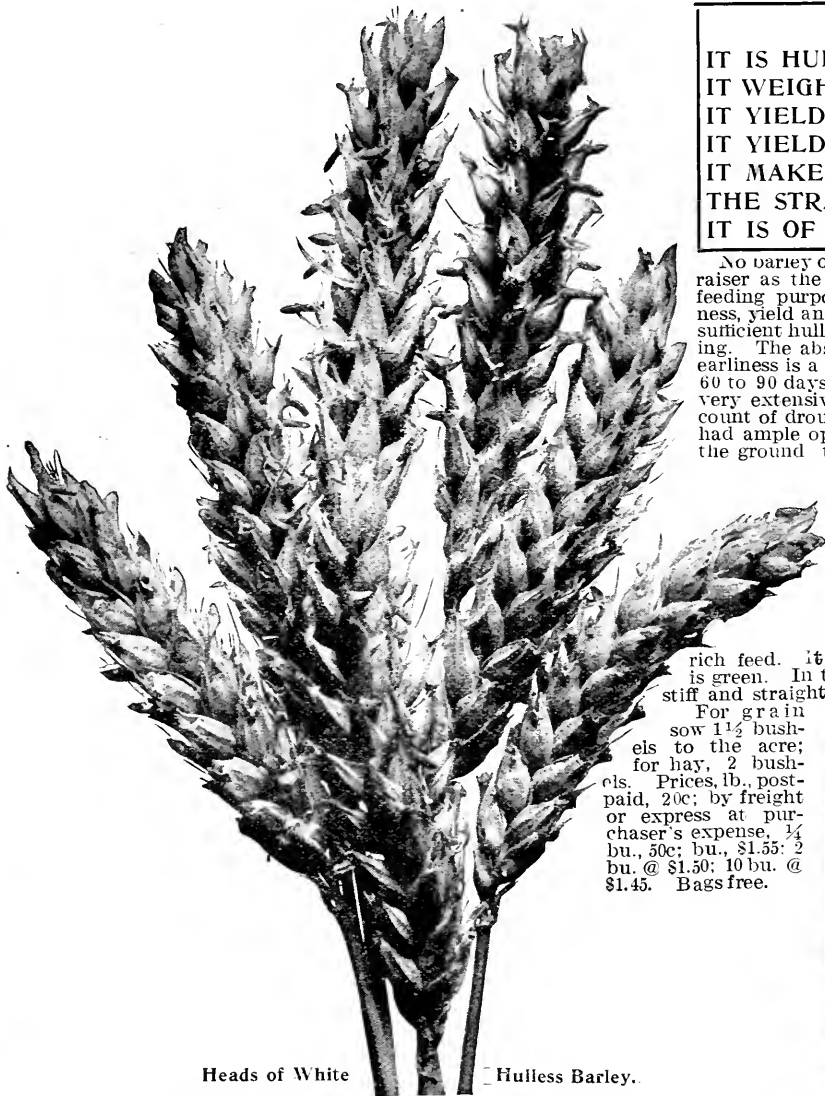 IT IS HUL
IT WEIGH
IT YIELD
IT YIELD
IT MAKE
THE STR
IT IS OF
No barley o
raiser as the
feeding purpo
ness, yield an
sufficient hull
ing. The abs
earliness is a
60 to 90 days
very extensiv
count of drou
had ample op
the ground t
rich feed. It
is green. In t
stiff and straight
For grain
sow 1½ bush-
els to the acre;
for hay, 2 bush-
els. Prices, lb., post-
paid, 20c; by freight
or express at pur-
chaser's expense, ¼
bu., 50c; bu., $1.55: 2
bu. @ $1.50; 10 bu. @
$1.45. Bags free.
Heads of White Hulless Barley.